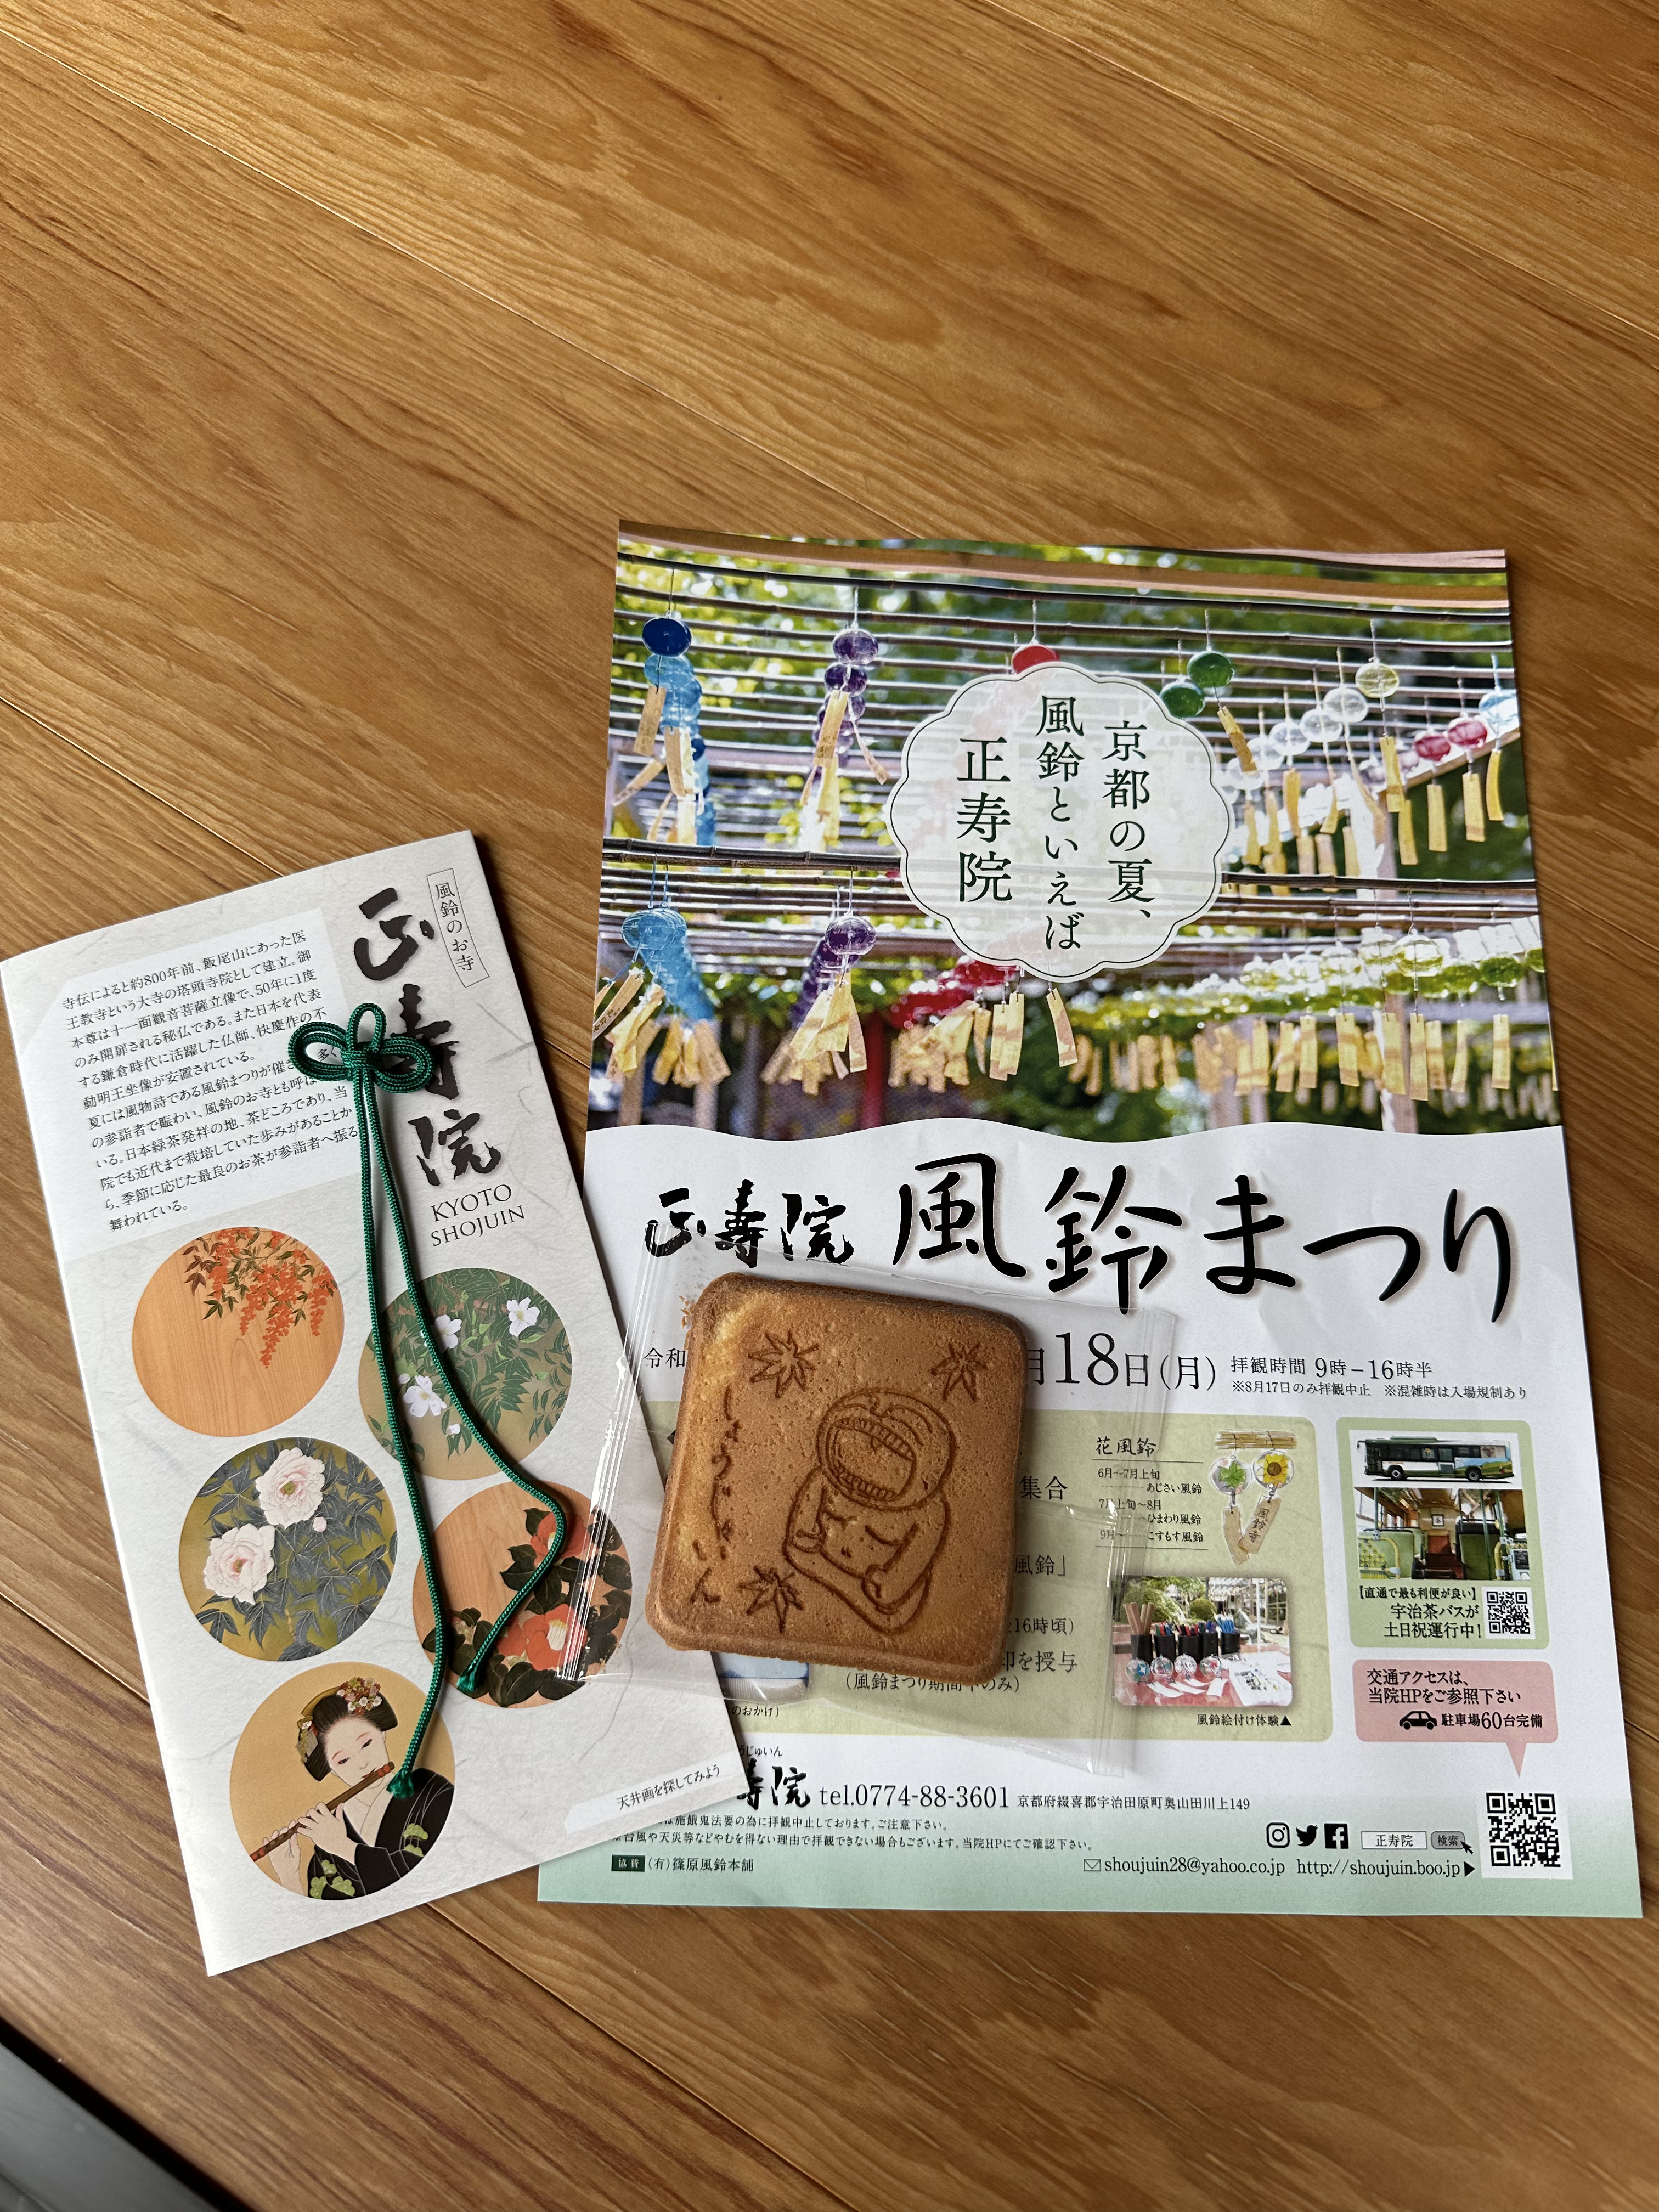 風鈴のお寺
正寿院
KYOTO
SHOJUIN
寺伝によると約800年前、飯尾山にあった医
王教寺という大寺の塔頭寺院として建立。御
本尊は十一面観音菩薩立像で、50年に1度
のみ開扉される秘仏である。また日本を代表
する鎌倉時代に活躍した仏師、快慶作の不
動明王坐像が安置されている。
夏には風物詩である風鈴まつりが催さ 多く
の参詣者で賑わい、風鈴のお寺とも呼ば
いる。日本緑茶発祥の地、茶どころであり、当
院でも近代まで栽培していた歩みがあることか
ら、季節に応じた最良のお茶が参詣者へ振る
舞われている。
天井画を探してみよう
京都の夏、
風鈴といえば
正寿院
正寿院 風鈴まつり
令和
月18日(月) 拝観時間 9時−16時半
※8月17日のみ拝観中止 ※混雑時は入場規制あり
しょうじゅいん
集合
風鈴」
16時頃)
印を授与
(風鈴まつり期間中のみ)
のおかげ)
花風鈴
6月〜7月上旬
あじさい風鈴
7月上旬〜8月
ひまわり風鈴
9月〜 こすもす風鈴
風鈴絵付け体験▲
【直通で最も利便が良い】
宇治茶バスが
土日祝運行中!
交通アクセスは、
当院HPをご参照下さい
駐車場60台完備
うじゅいん
寿院 tel.0774-88-3601 京都府綴喜郡宇治田原町奥山田川上149
は施餓鬼法要の為に拝観中止しております。ご注意下さい。
台風や天災等などやむを得ない理由で拝観できない場合もございます。当院HPにてご確認下さい。
協賛 (有)篠原風鈴本舗
正寿院 検索
shoujuin28@yahoo.co.jp http://shoujuin.boo.jp